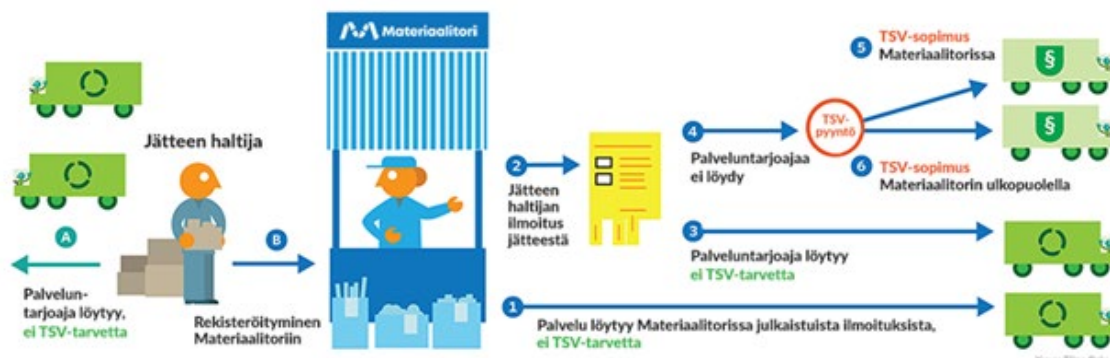 Materiaalitori
Jätteen haltija
A
Palvelun-
tarjoaja löytyy,
ei TSV-tarvetta
B
Rekisteröityminen
Materiaalitoriin
2
Jätteen
haltijan
ilmoitus
jätteestä
4
Palveluntarjoajaa
ei löydy
TSV-
pyyntö
5
TSV-sopimus
Materiaalitorissa
§
§
6
TSV-sopimus
Materiaalitorin ulkopuolella
3
Palveluntarjoaja löytyy
ei TSV-tarvetta
1
Palvelu löytyy Materiaalitorissa julkaistuista ilmoituksista,
ei TSV-tarvetta